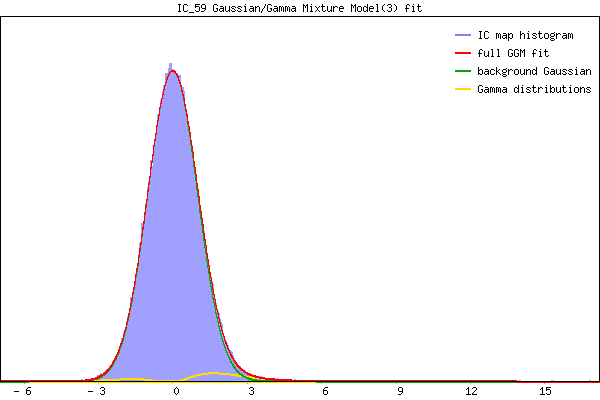 IC_59 Gaussian/Gamma Mixture Model(3) fit
IC map histogram
full GGM fit
background Gaussian
Gamma distributions
-6 -3 0 3 6 9 12 15